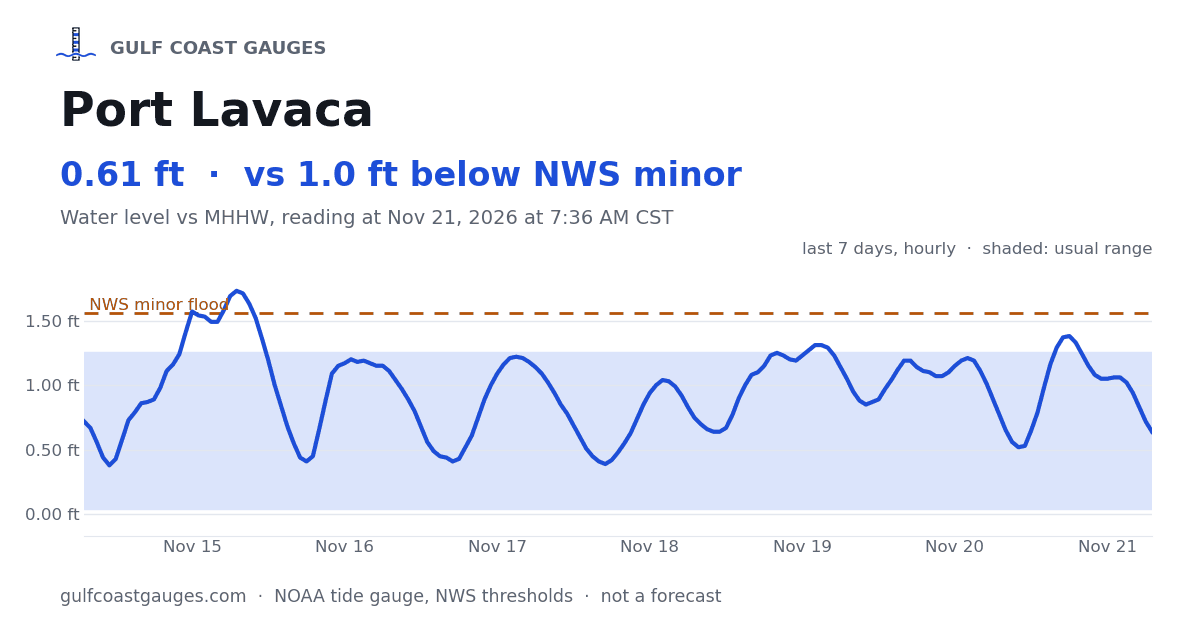 GULF COAST GAUGES
Port Lavaca
0.61 ft · vs 1.0 ft below NWS minor
Water level vs MHHW, reading at Nov 21, 2026 at 7:36 AM CST
last 7 days, hourly · shaded: usual range
NWS minor flood
1.50 ft
1.00 ft
0.50 ft
0.00 ft
Nov 15 Nov 16 Nov 17 Nov 18 Nov 19 Nov 20 Nov 21
gulfcoastgauges.com · NOAA tide gauge, NWS thresholds · not a forecast